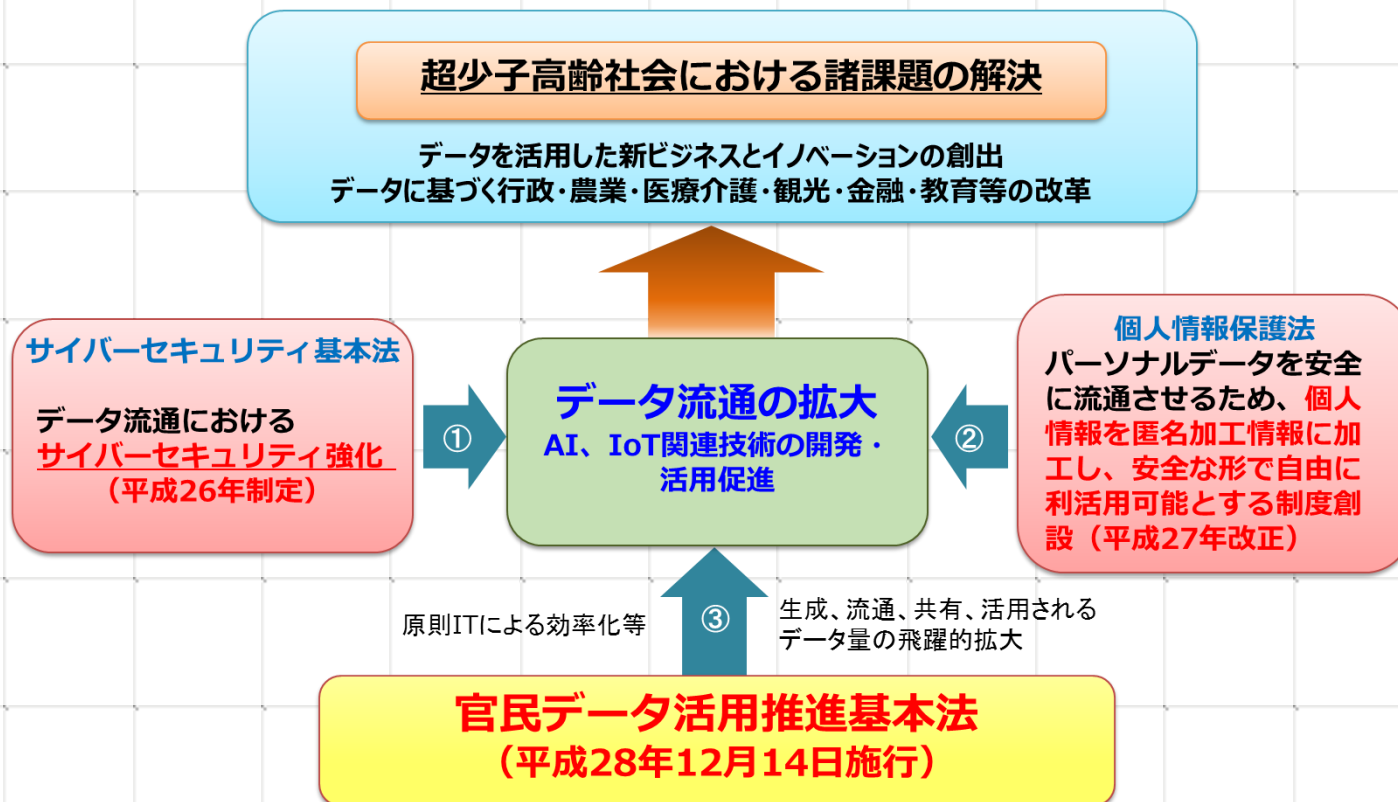 超少子高齢社会における諸課題の解決
データを活用した新ビジネスとイノベーションの創出
データに基づく行政・農業・医療介護・観光・金融・教育等の改革
サイバーセキュリティ基本法
データ流通における
サイバーセキュリティ強化
（平成26年制定）
①
データ流通の拡大
AI、IoT関連技術の開発・
活用促進
②
個人情報保護法
パーソナルデータを安全
に流通させるため、個人
情報を匿名加工情報に加
工し、安全な形で自由に
利活用可能とする制度創
設（平成27年改正）
原則ITによる効率化等
③
生成、流通、共有、活用される
データ量の飛躍的拡大
官民データ活用推進基本法
（平成28年12月14日施行）